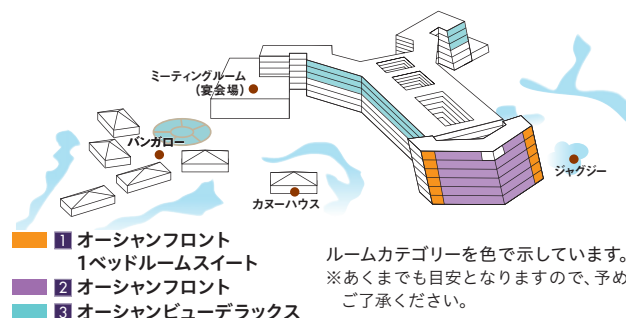 ミーティングルーム
(宴会場)
バンガロー
カヌーハウス
ジャグジー
1 オーシャンフロント
1ベッドルームスイート
2 オーシャンフロント
3 オーシャンビューデラックス
ルームカテゴリーを色で示しています。
※あくまでも目安となりますので、予め
ご了承ください。